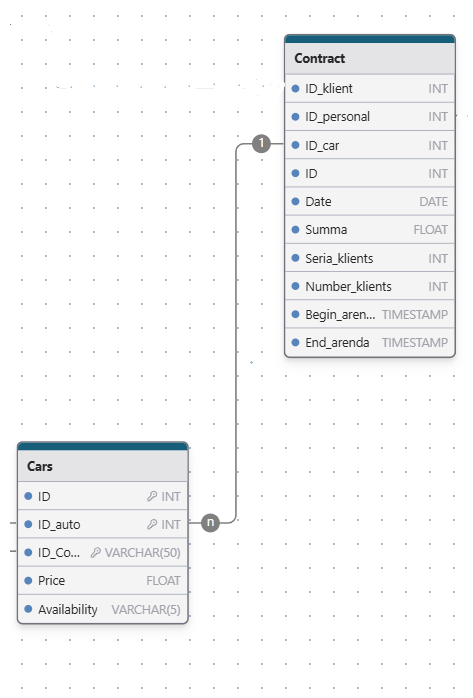 Contract
ID_klient INT
ID_personal INT
1
ID_car INT
ID INT
Date DATE
Summa FLOAT
Seria_klients INT
Number_klients INT
Begin_aren... TIMESTAMP
End_arenda TIMESTAMP
Cars
ID INT
ID_auto INT
n
ID_Co... VARCHAR(50)
Price FLOAT
Availability VARCHAR(5)